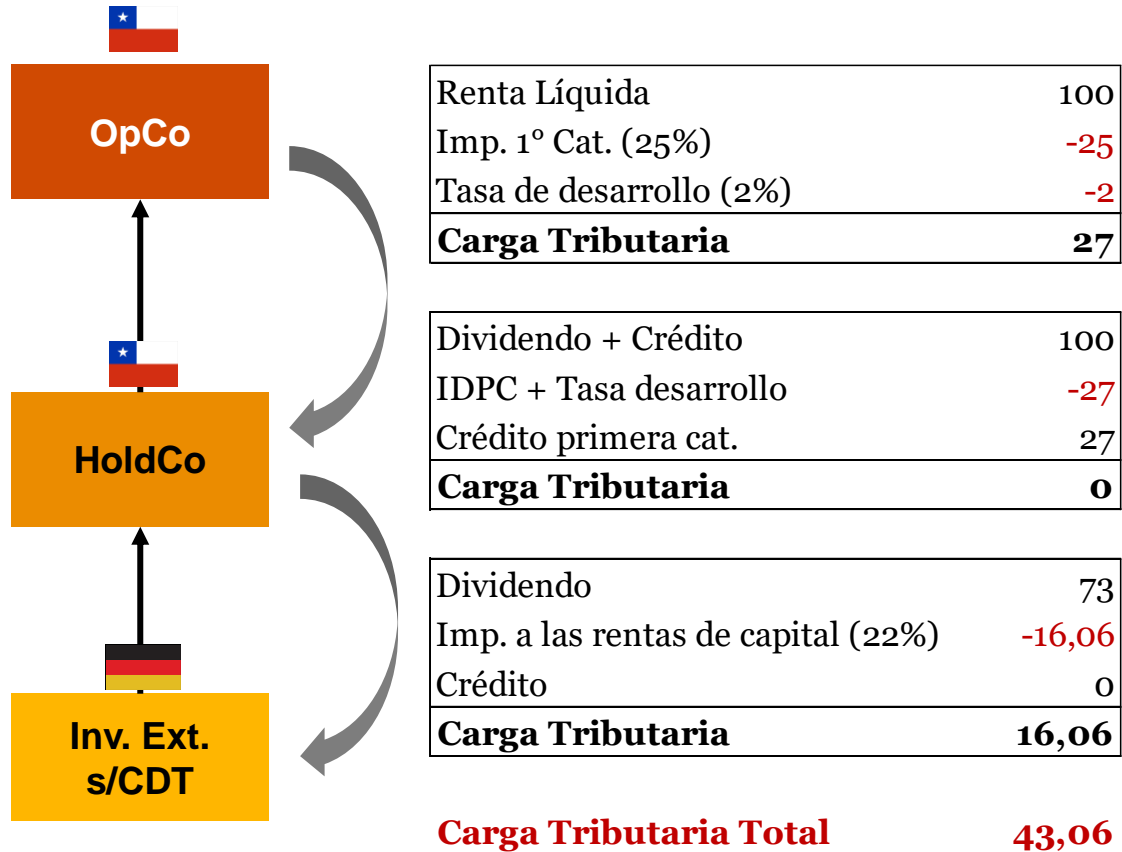 OpCo
Renta Líquida 100
Imp. 1° Cat. (25%) -25
Tasa de desarrollo (2%) -2
Carga Tributaria 27
HoldCo
Dividendo + Crédito 100
IDPC + Tasa desarrollo -27
Crédito primera cat. 27
Carga Tributaria 0
Inv. Ext.
s/CDT
Dividendo 73
Imp. a las rentas de capital (22%) -16,06
Crédito 0
Carga Tributaria 16,06
Carga Tributaria Total 43,06